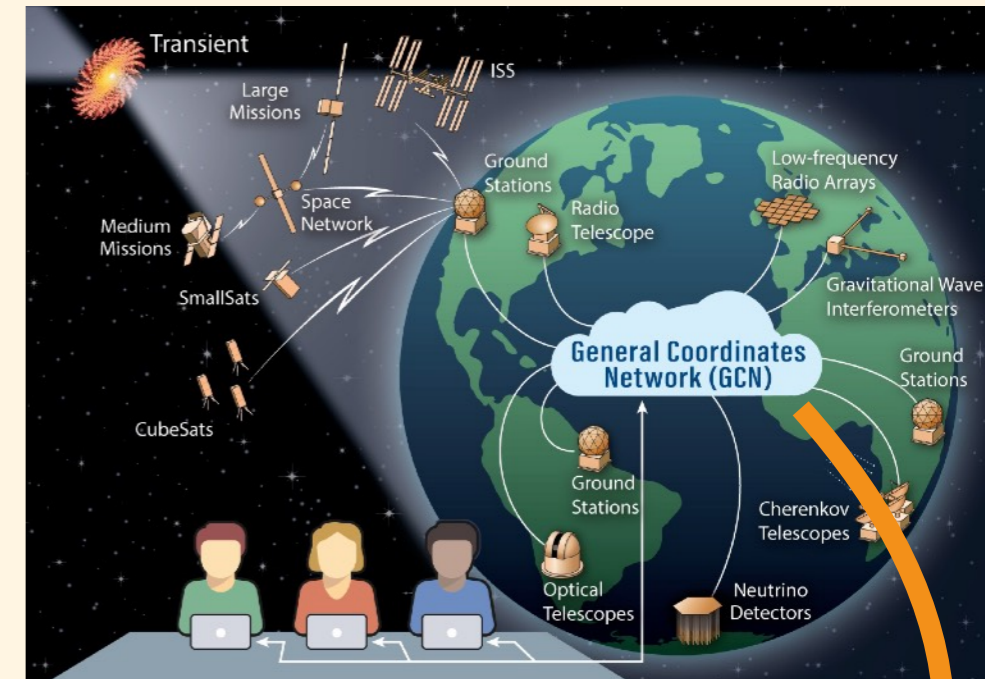 Transient
Large
Missions
ISS
Ground
Stations
Low-frequency
Radio Arrays
Radio
Telescope
Space
Network
Medium
Missions
SmallSats
Gravitational Wave
Interferometers
General Coordinates
Network (GCN)
Ground
Stations
CubeSats
Ground
Stations
Cherenkov
Telescopes
Optical
Telescopes
Neutrino
Detectors